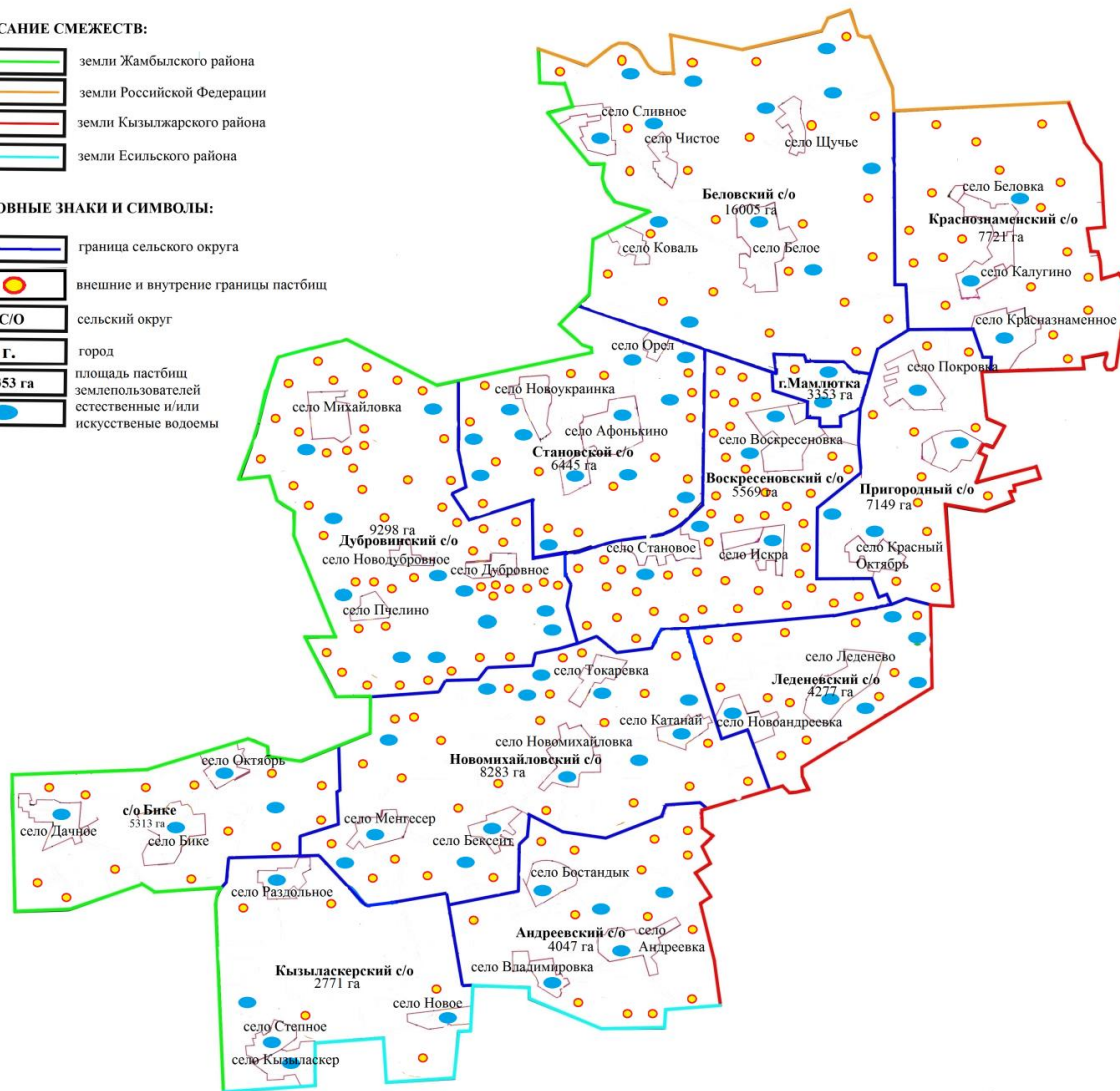 САНИЕ СМЕЖЕСТВ:
земли Жамбылского района
земли Российской Федерации
земли Кызылжарского района
земли Есильского района
ОВНЫЕ ЗНАКИ И СИМВОЛЫ:
граница сельского округа
внешние и внутрение границы пастбищ
С/О
сельский округ
г.
город
353 га
площадь пастбищ
землепользователей
естественные и/или
искусственые водоемы
село Сливное
село Чистое
село Щучье
Беловский с/о
16005 га
село Коваль
село Белое
село Беловка
Краснознаменский с/о
7721 га
село Калугино
село Красназнаменное
село Орел
село Покровка
г.Мамлютка
3353 га
село Михайловка
село Новоукраинка
село Афонькино
Становской с/о
6445 га
село Воскресеновка
Воскресеновский с/о
5569 га
Пригородный с/о
7149 га
9298 га
Дубровинский с/о
село Новодубровное
село Дубровное
село Становое
село Искра
село Красный
Октябрь
село Пчелино
село Токаревка
село Леденево
Леденевский с/о
4277 га
село Катанай
село Новоандреевка
село Новомихайловка
Новомихайловский с/о
8283 га
село Октябрь
с/о Бике
5313 га
село Дачное
село Бике
село Менгесер
село Бексеит
село Раздольное
село Бостандык
Андреевский с/о
4047 га
село
Андреевка
село Владимировка
Кызыласкерский с/о
2771 га
село Новое
село Степное
село Кызыласкер